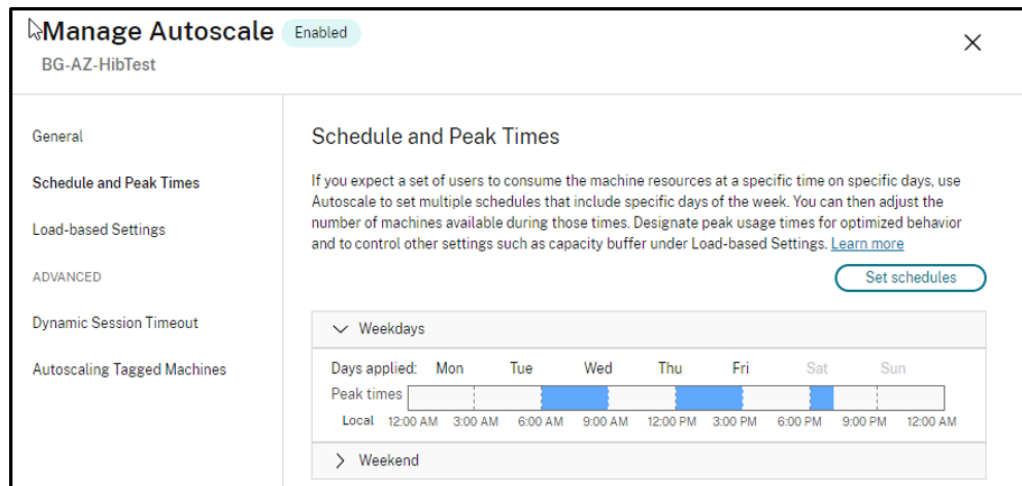 Manage Autoscale Enabled
BG-AZ-HibTest
General
Schedule and Peak Times
Load-based Settings
ADVANCED
Dynamic Session Timeout
Autoscaling Tagged Machines
Schedule and Peak Times
If you expect a set of users to consume the machine resources at a specific time on specific days, use
Autoscale to set multiple schedules that include specific days of the week. You can then adjust the
number of machines available during those times. Designate peak usage times for optimized behavior
and to control other settings such as capacity buffer under Load-based Settings. Learn more
Set schedules
Weekdays
Days applied: Mon Tue Wed Thu Fri Sat Sun
Peak times
Local 12:00 AM 3:00 AM 6:00 AM 9:00 AM 12:00 PM 3:00 PM 6:00 PM 9:00 PM 12:00 AM
Weekend